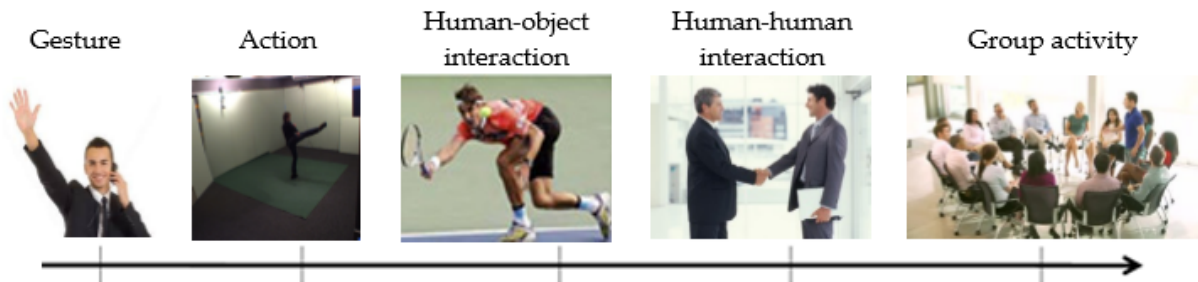 Gesture
Action
Human-object
interaction
Human-human
interaction
Group activity